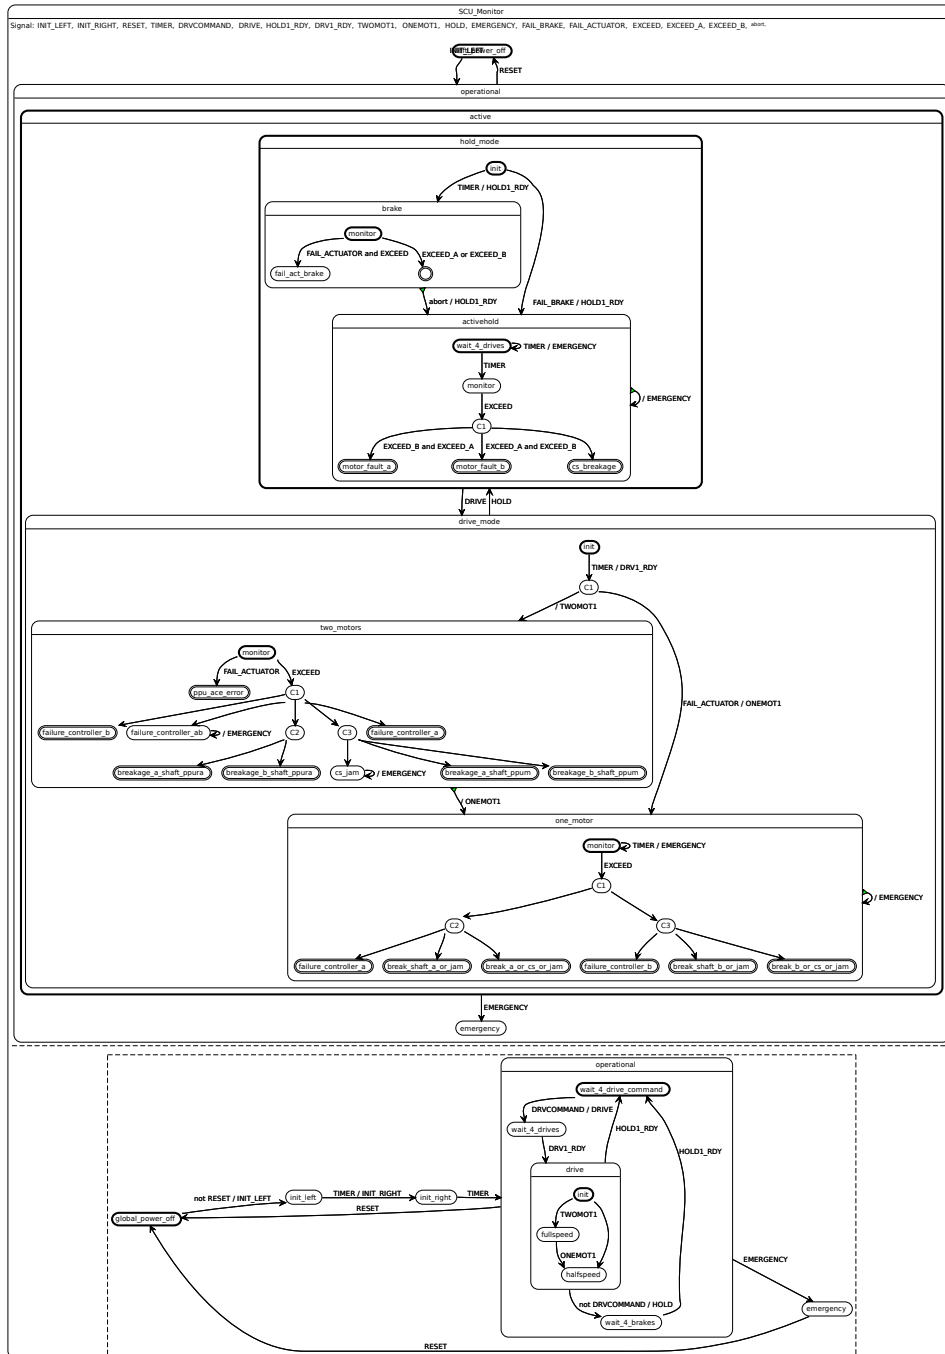 SCU_Monitor
Signal: INIT_LEFT, INIT_RIGHT, RESET, TIMER, DRVCOMMAND, DRIVE, HOLD1_RDY, DRV1_RDY, TWOMOT1, ONEMOT1, HOLD, EMERGENCY, FAIL_BRAKE, FAIL_ACTUATOR, EXCEED, EXCEED_A, EXCEED_B, abort,
INIT_LEFT
RESET
operational
active
hold_mode
init
TIMER / HOLD1_RDY
brake
monitor
FAIL_ACTUATOR and EXCEED
EXCEED_A or EXCEED_B
fail_act_brake
abort / HOLD1_RDY
FAIL_BRAKE / HOLD1_RDY
activehold
wait_4_drives
TIMER / EMERGENCY
TIMER
monitor
/ EMERGENCY
EXCEED
C1
EXCEED_B and EXCEED_A
EXCEED_A and EXCEED_B
motor_fault_a
motor_fault_b
cs_breakage
DRIVE
HOLD
drive_mode
init
TIMER / DRV1_RDY
C1
/ TWOMOT1
two_motors
monitor
FAIL_ACTUATOR
EXCEED
ppu_ace_error
C1
FAIL_ACTUATOR / ONEMOT1
failure_controller_b
failure_controller_ab
/ EMERGENCY
C2
C3
failure_controller_a
breakage_a_shaft_ppura
breakage_b_shaft_ppura
cs_jam
/ EMERGENCY
breakage_a_shaft_ppum
breakage_b_shaft_ppum
/ ONEMOT1
one_motor
monitor
TIMER / EMERGENCY
EXCEED
C1
/ EMERGENCY
C2
C3
failure_controller_a
break_shaft_a_or_jam
break_a_or_cs_or_jam
failure_controller_b
break_shaft_b_or_jam
break_b_or_cs_or_jam
EMERGENCY
emergency
operational
wait_4_drive_command
DRVCOMMAND / DRIVE
wait_4_drives
HOLD1_RDY
DRV1_RDY
HOLD1_RDY
drive
init
not RESET / INIT_LEFT
init_left
TIMER / INIT_RIGHT
init_right
TIMER
RESET
TWOMOT1
global_power_off
fullspeed
ONEMOT1
EMERGENCY
halfspeed
not DRVCOMMAND / HOLD
emergency
wait_4_brakes
RESET